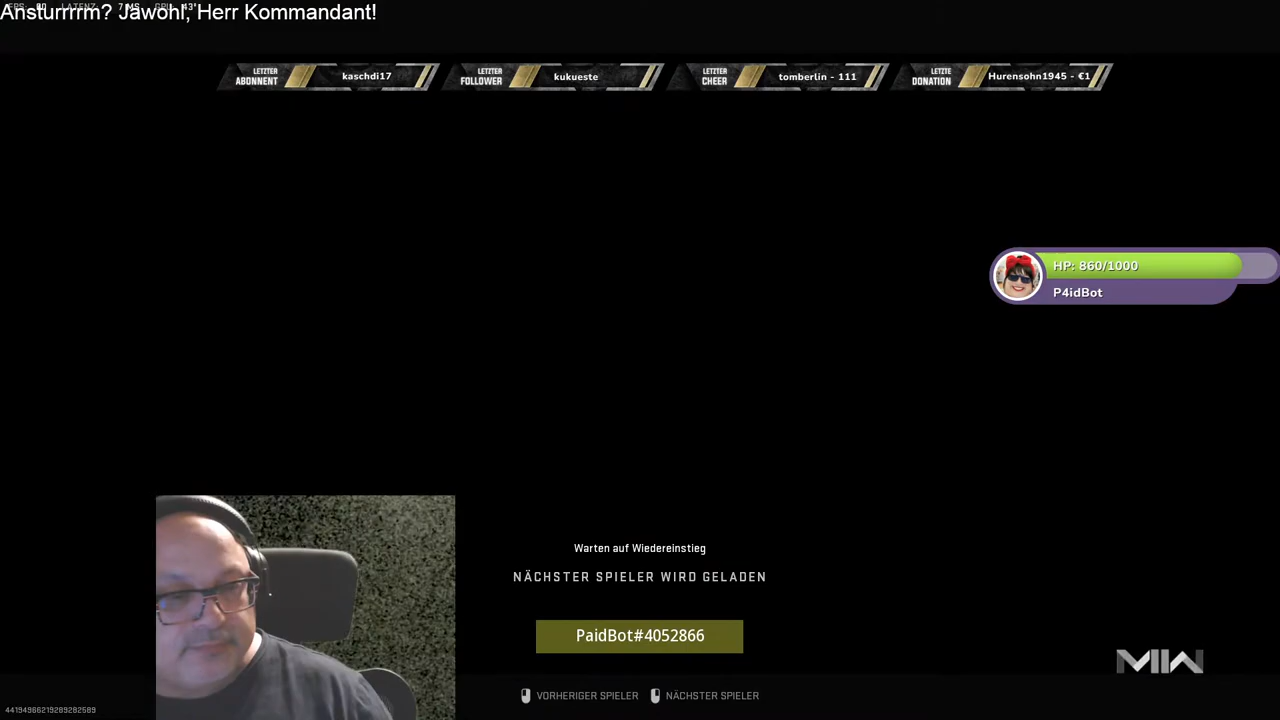 Ansturrrrm? Jawohl, Herr Kommandant!
LETZTER ABONNENT
kaschdi17
LETZTER FOLLOWER
kukueste
LETZTER CHEER
tomberlin - 111
LETZTE DONATION
Hurensohn1945 - €1
HP: 860/1000
P4idBot
Warten auf Wiedereinstieg
NÄCHSTER SPIELER WIRD GELADEN
PaidBot#4052866
MW
VORHERIGER SPIELER
NÄCHSTER SPIELER